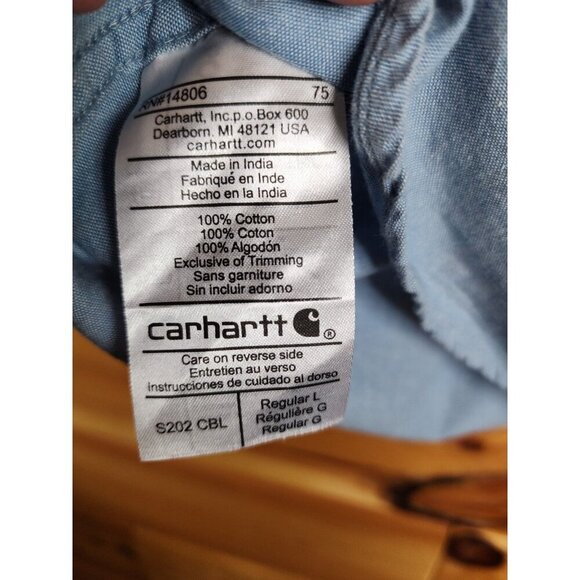 RN#14806 75
Carhartt, Inc.p.o.Box 600
Dearborn, MI 48121 USA
carhartt.com
Made in India
Fabriqué en Inde
Hecho en la India
100% Cotton
100% Coton
100% Algodón
Exclusive of Trimming
Sans garniture
Sin incluir adorno
carhartt ®
Care on reverse side
Entretien au verso
instrucciones de cuidado al dorso
S202 CBL
Regular L
Régulière G
Regular G